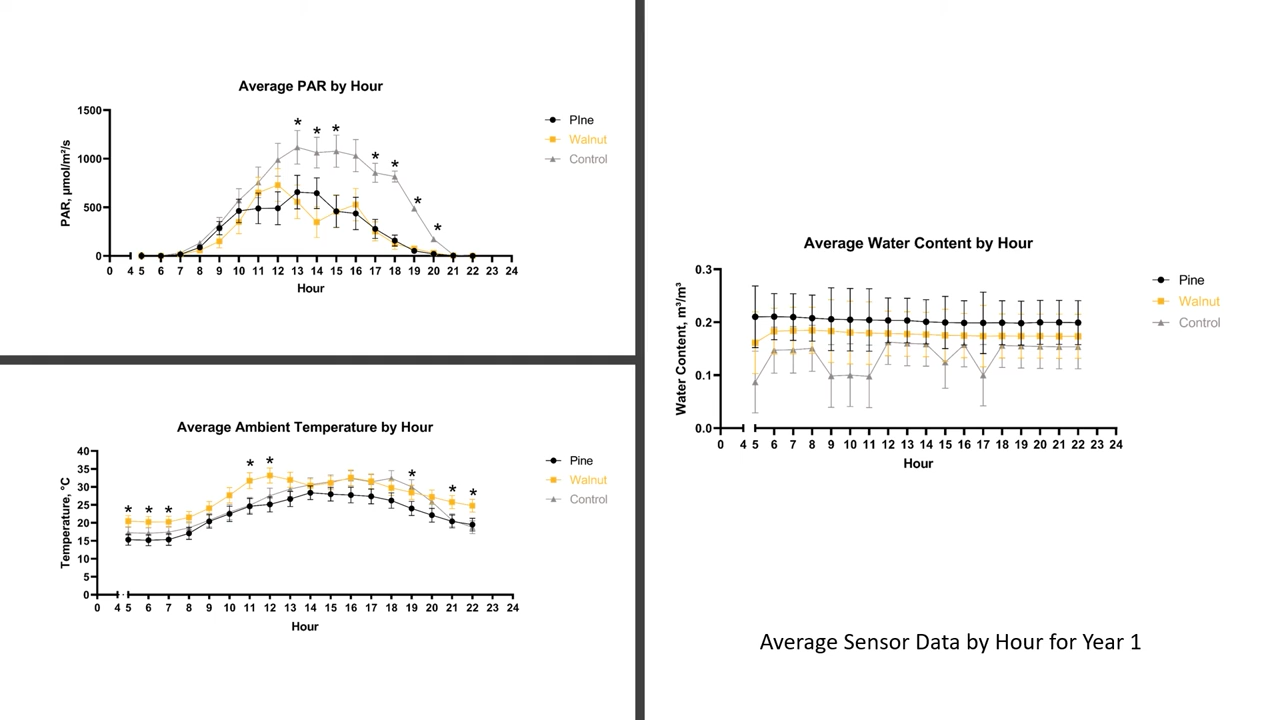 Average PAR by Hour
1500
1000
500
0
PAR, µmol/m²/s
0 4 5 6 7 8 9 10 11 12 13 14 15 16 17 18 19 20 21 22 23 24
Hour
* * * * * * *
PIne
Walnut
Control
Average Ambient Temperature by Hour
40
35
30
25
20
15
10
5
0
Temperature, °C
0 4 5 6 7 8 9 10 11 12 13 14 15 16 17 18 19 20 21 22 23 24
Hour
* * * * * * * *
Pine
Walnut
Control
Average Water Content by Hour
0.3
0.2
0.1
0.0
Water Content, m³/m³
0 4 5 6 7 8 9 10 11 12 13 14 15 16 17 18 19 20 21 22 23 24
Hour
Pine
Walnut
Control
Average Sensor Data by Hour for Year 1